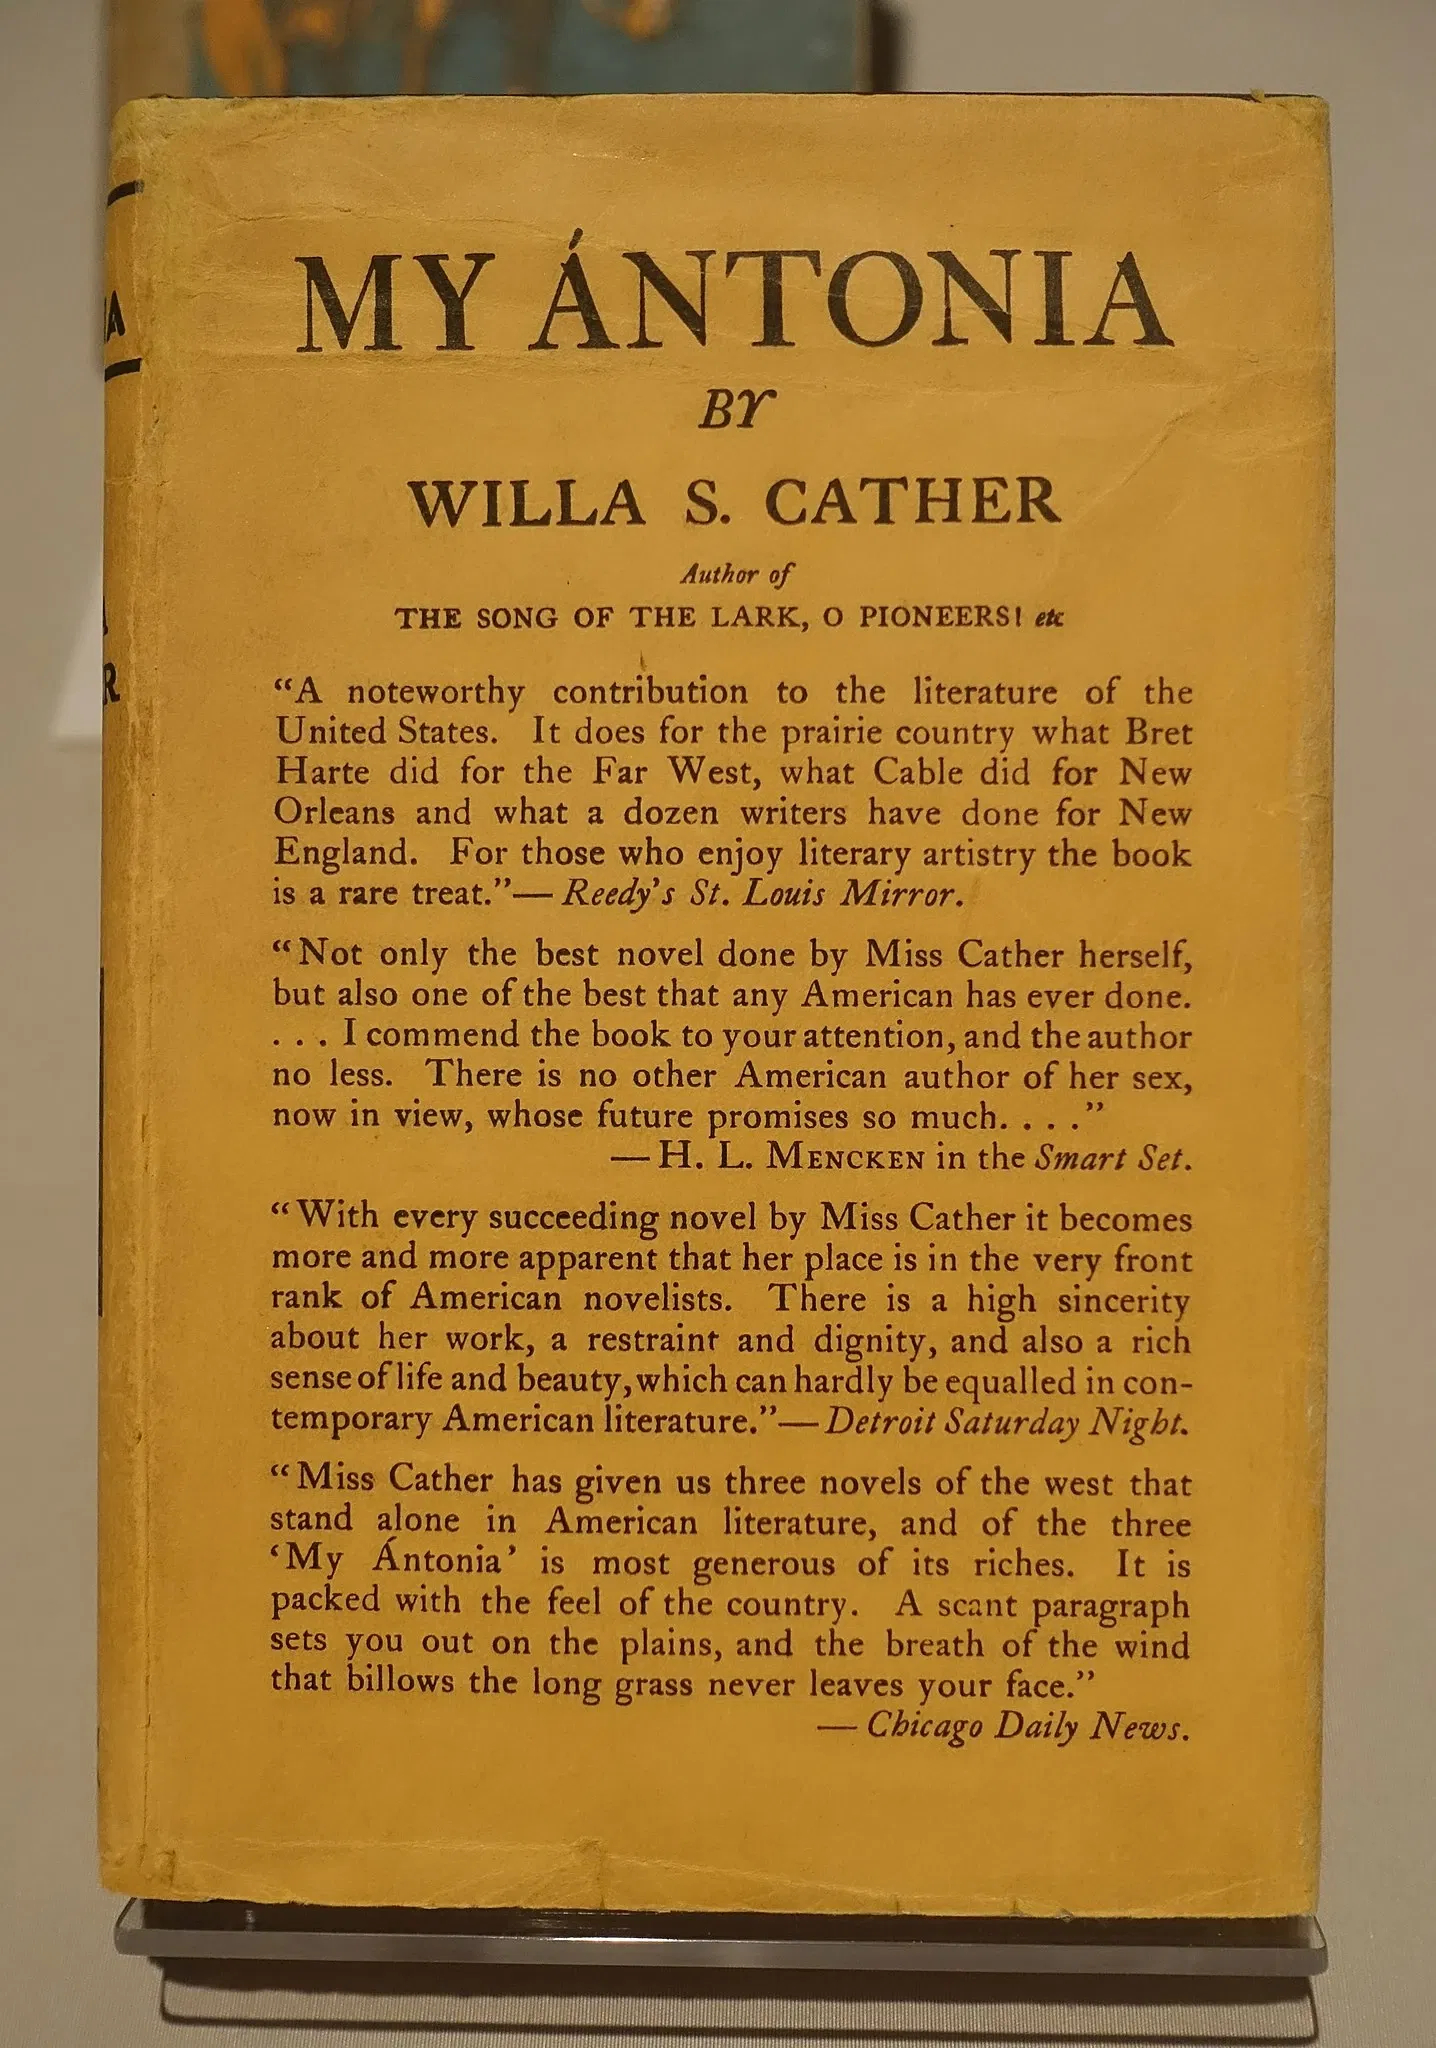 MY ÁNTONIA
BY
WILLA S. CATHER
Author of
THE SONG OF THE LARK, O PIONEERS! etc
“A noteworthy contribution to the literature of the
United States. It does for the prairie country what Bret
Harte did for the Far West, what Cable did for New
Orleans and what a dozen writers have done for New
England. For those who enjoy literary artistry the book
is a rare treat.”— Reedy's St. Louis Mirror.
“Not only the best novel done by Miss Cather herself,
but also one of the best that any American has ever done.
. . . I commend the book to your attention, and the author
no less. There is no other American author of her sex,
now in view, whose future promises so much. . . .”
— H. L. MENCKEN in the Smart Set.
“With every succeeding novel by Miss Cather it becomes
more and more apparent that her place is in the very front
rank of American novelists. There is a high sincerity
about her work, a restraint and dignity, and also a rich
sense of life and beauty, which can hardly be equalled in con-
temporary American literature.”— Detroit Saturday Night.
“Miss Cather has given us three novels of the west that
stand alone in American literature, and of the three
‘My Ántonia’ is most generous of its riches. It is
packed with the feel of the country. A scant paragraph
sets you out on the plains, and the breath of the wind
that billows the long grass never leaves your face.”
— Chicago Daily News.